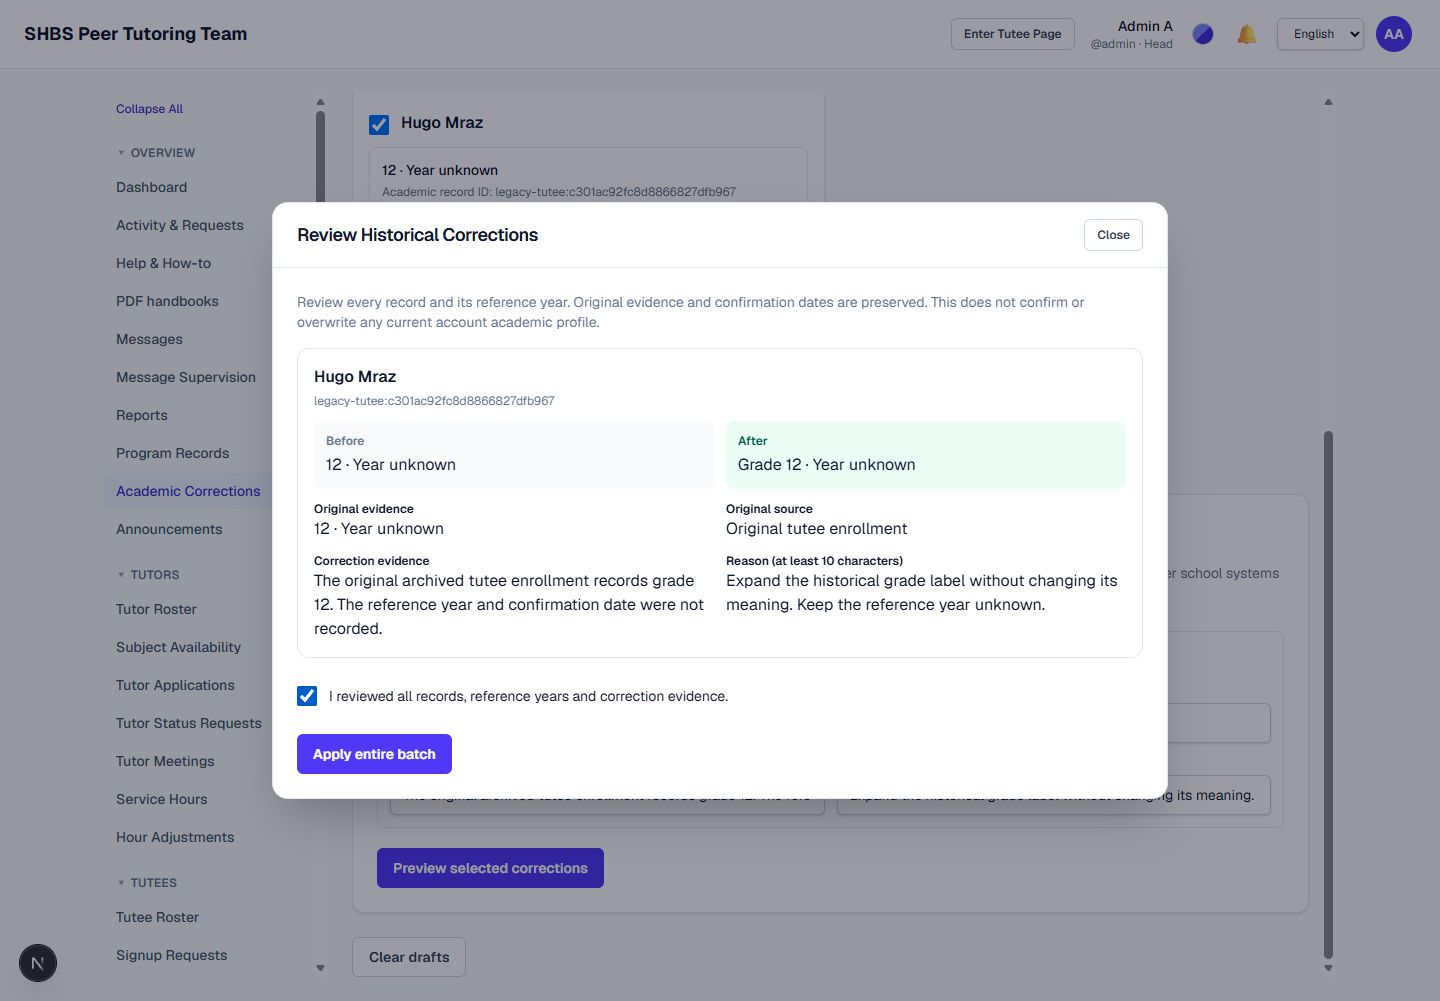 SHBS Peer Tutoring Team
Enter Tutee Page
Admin A
@admin · Head
English
AA
Collapse All
OVERVIEW
Dashboard
Activity & Requests
Help & How-to
PDF handbooks
Messages
Message Supervision
Reports
Program Records
Academic Corrections
Announcements
TUTORS
Tutor Roster
Subject Availability
Tutor Applications
Tutor Status Requests
Tutor Meetings
Service Hours
Hour Adjustments
TUTEES
Tutee Roster
Signup Requests
N
Hugo Mraz
12 · Year unknown
Academic record ID: legacy-tutee:c301ac92fc8d8866827dfb967
Review Historical Corrections
Close
Review every record and its reference year. Original evidence and confirmation dates are preserved. This does not confirm or
overwrite any current account academic profile.
Hugo Mraz
legacy-tutee:c301ac92fc8d8866827dfb967
Before
12 · Year unknown
After
Grade 12 · Year unknown
Original evidence
12 · Year unknown
Original source
Original tutee enrollment
Correction evidence
The original archived tutee enrollment records grade
12. The reference year and confirmation date were not
recorded.
Reason (at least 10 characters)
Expand the historical grade label without changing its
meaning. Keep the reference year unknown.
I reviewed all records, reference years and correction evidence.
Apply entire batch
er school systems
its meaning.
Preview selected corrections
Clear drafts